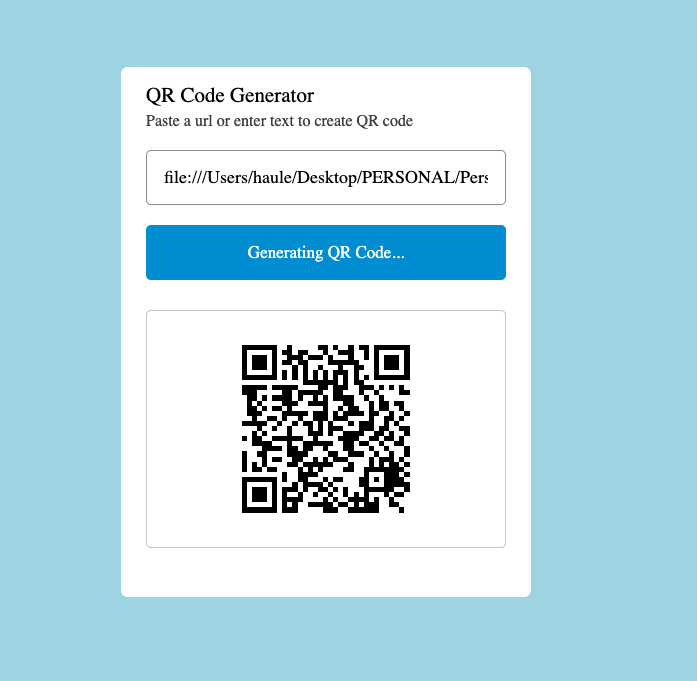 QR Code Generator
Paste a url or enter text to create QR code
file:///Users/haule/Desktop/PERSONAL/Pers
Generating QR Code...